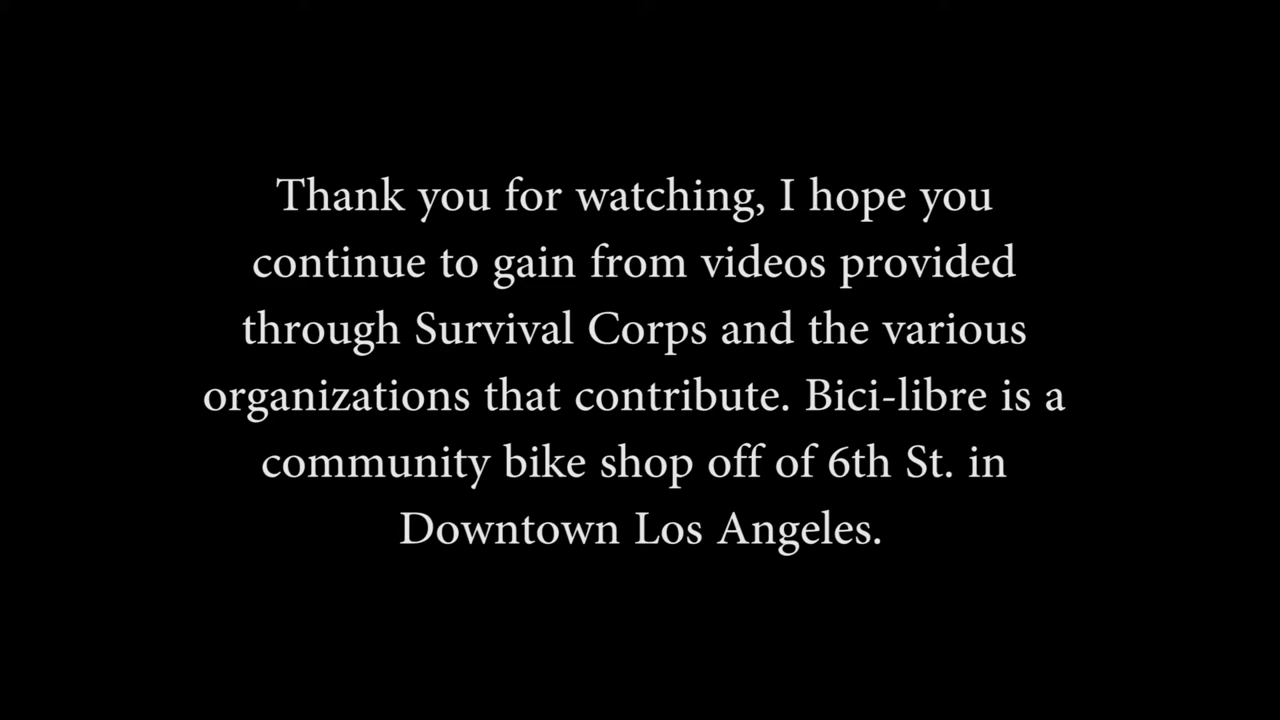 Thank you for watching, I hope you
continue to gain from videos provided
through Survival Corps and the various
organizations that contribute. Bici-libre is a
community bike shop off of 6th St. in
Downtown Los Angeles.